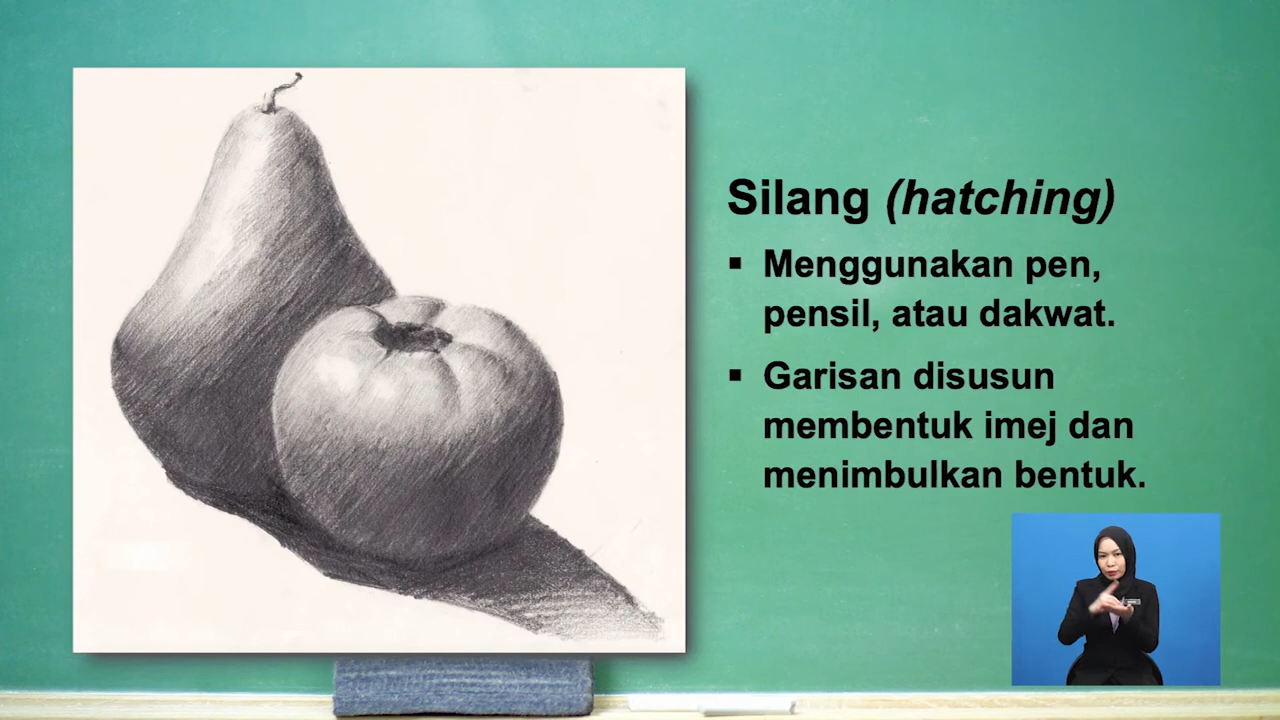 Silang (hatching)
▪ Menggunakan pen,
pensil, atau dakwat.
▪ Garisan disusun
membentuk imej dan
menimbulkan bentuk.